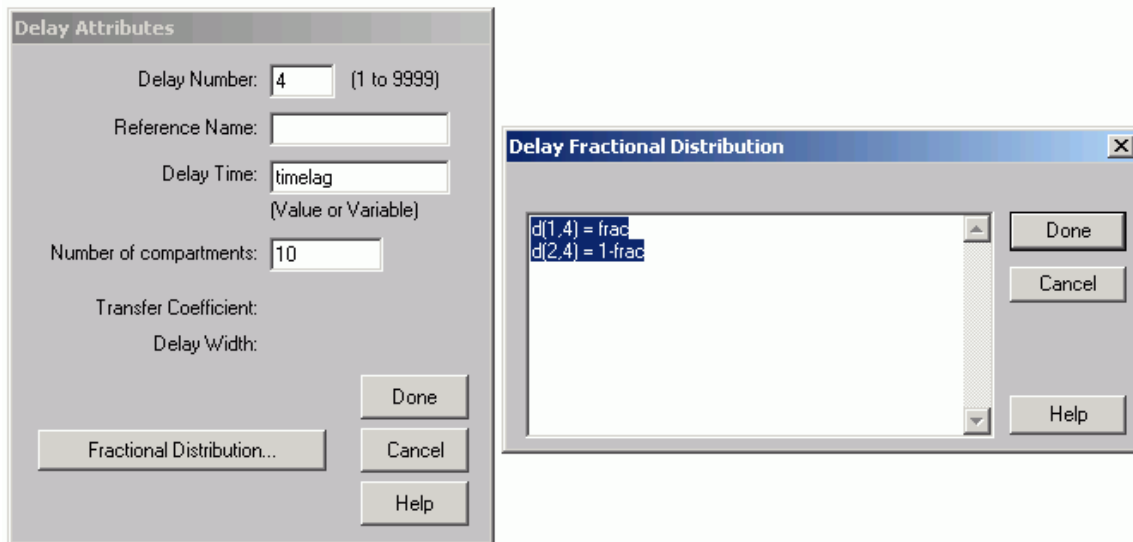 Delay Attributes
Delay Number: 4 (1 to 9999)
Reference Name:
Delay Time: timelag
(Value or Variable)
Number of compartments: 10
Transfer Coefficient:
Delay Width:
Done
Fractional Distribution... Cancel
Help
Delay Fractional Distribution
d(1,4) = frac
d(2,4) = 1-frac
Done
Cancel
Help